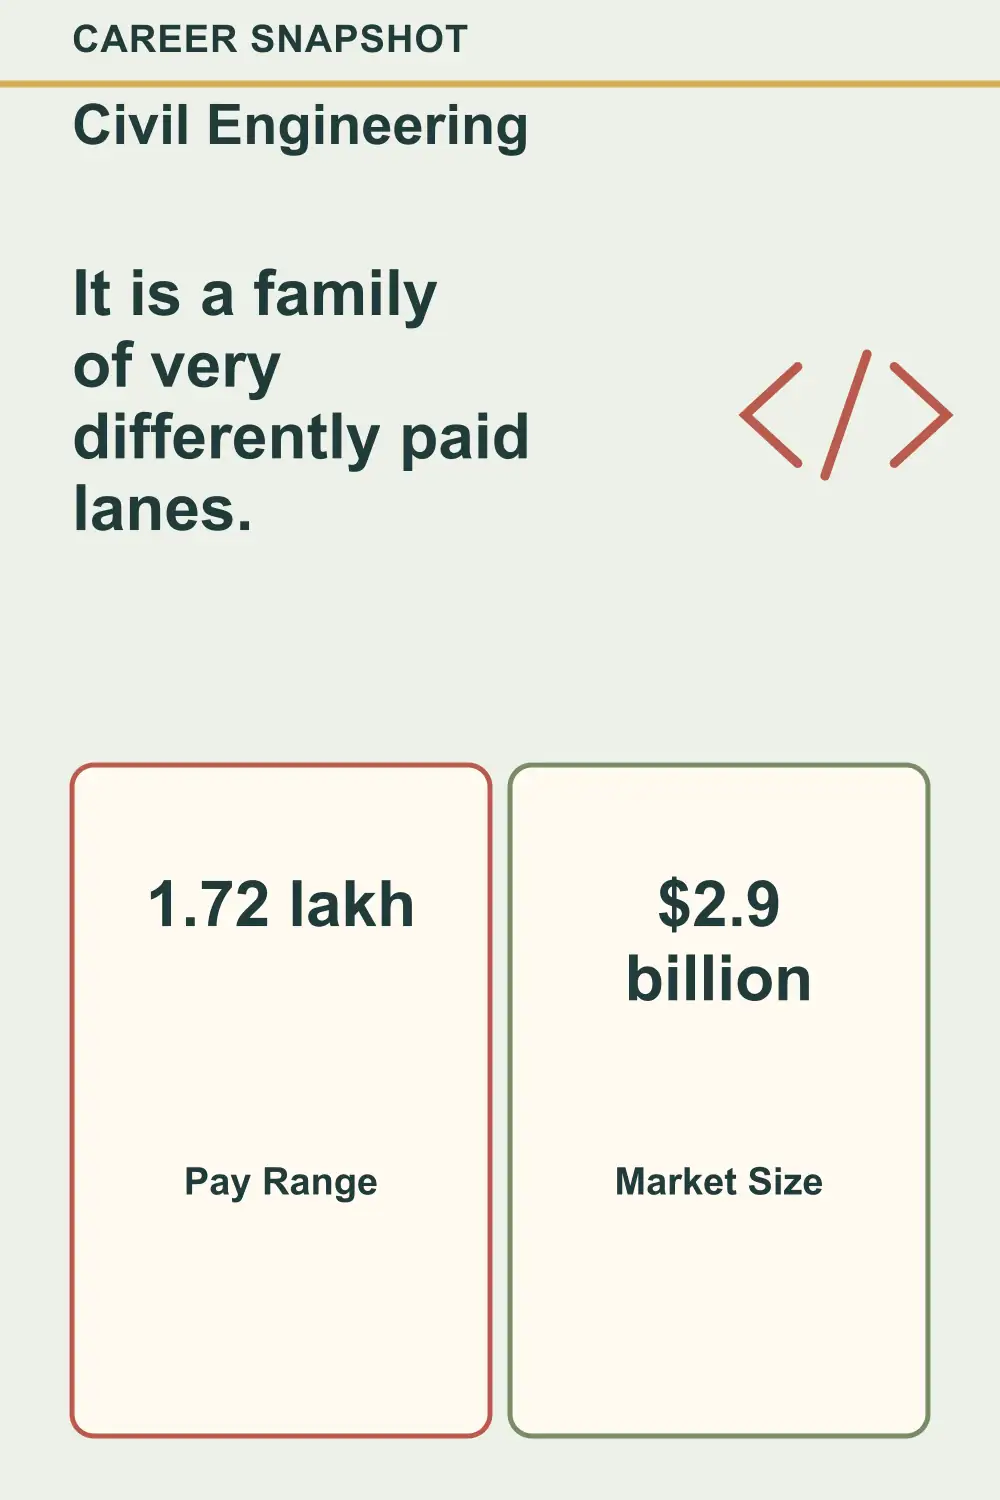 CAREER SNAPSHOT
Civil Engineering
It is a family
of very
differently paid
lanes.
1.72 lakh
Pay Range
$2.9
billion
Market Size